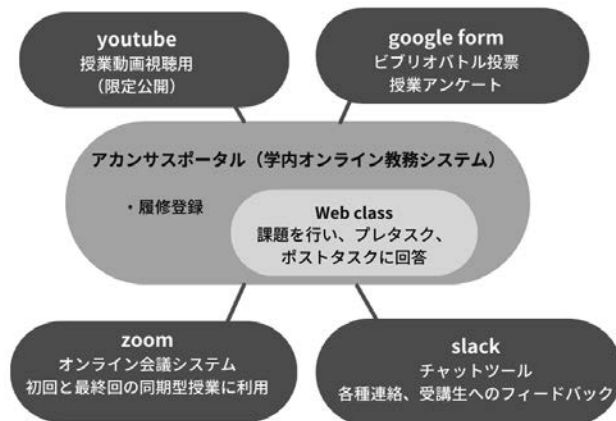 youtube
授業動画視聴用
（限定公開）
google form
ビブリオバトル投票
授業アンケート
アカンサスポータル（学内オンライン教務システム）
・履修登録
Web class
課題を行い、プレタスク、
ポストタスクに回答
zoom
オンライン会議システム
初回と最終回の同期型授業に利用
slack
チャットツール
各種連絡、受講生へのフィードバック